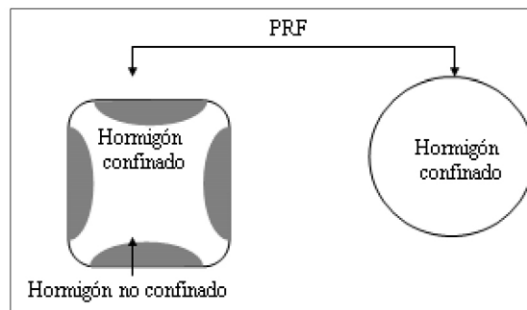 PRF
Hormigón
confinado
Hormigón
confinado
Hormigón no confinado